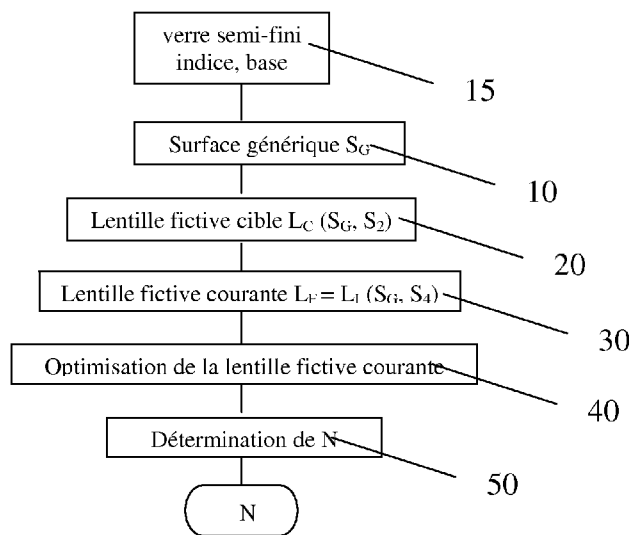 verre semi-fini
indice, base
15
Surface générique S_G
10
Lentille fictive cible L_C (S_G, S_2)
20
Lentille fictive courante L_F = L_I (S_G, S_4)
30
Optimisation de la lentille fictive courante
40
Détermination de N
50
N